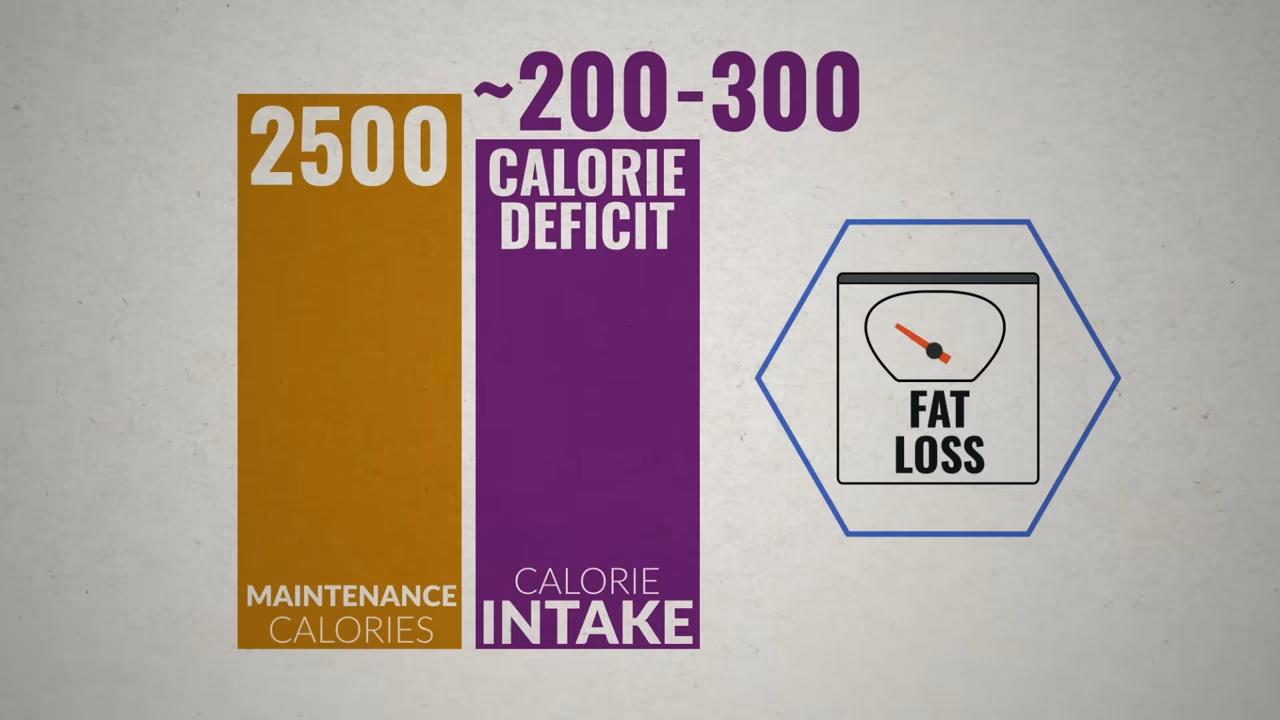 2500
MAINTENANCE
CALORIES
~200-300
CALORIE
DEFICIT
CALORIE
INTAKE
FAT
LOSS